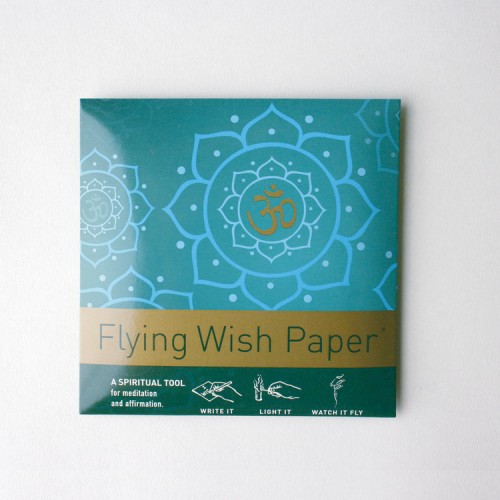 ॐ
ॐ
Flying Wish Paper
A SPIRITUAL TOOL
for meditation
and affirmation.
WRITE IT
LIGHT IT
WATCH IT FLY